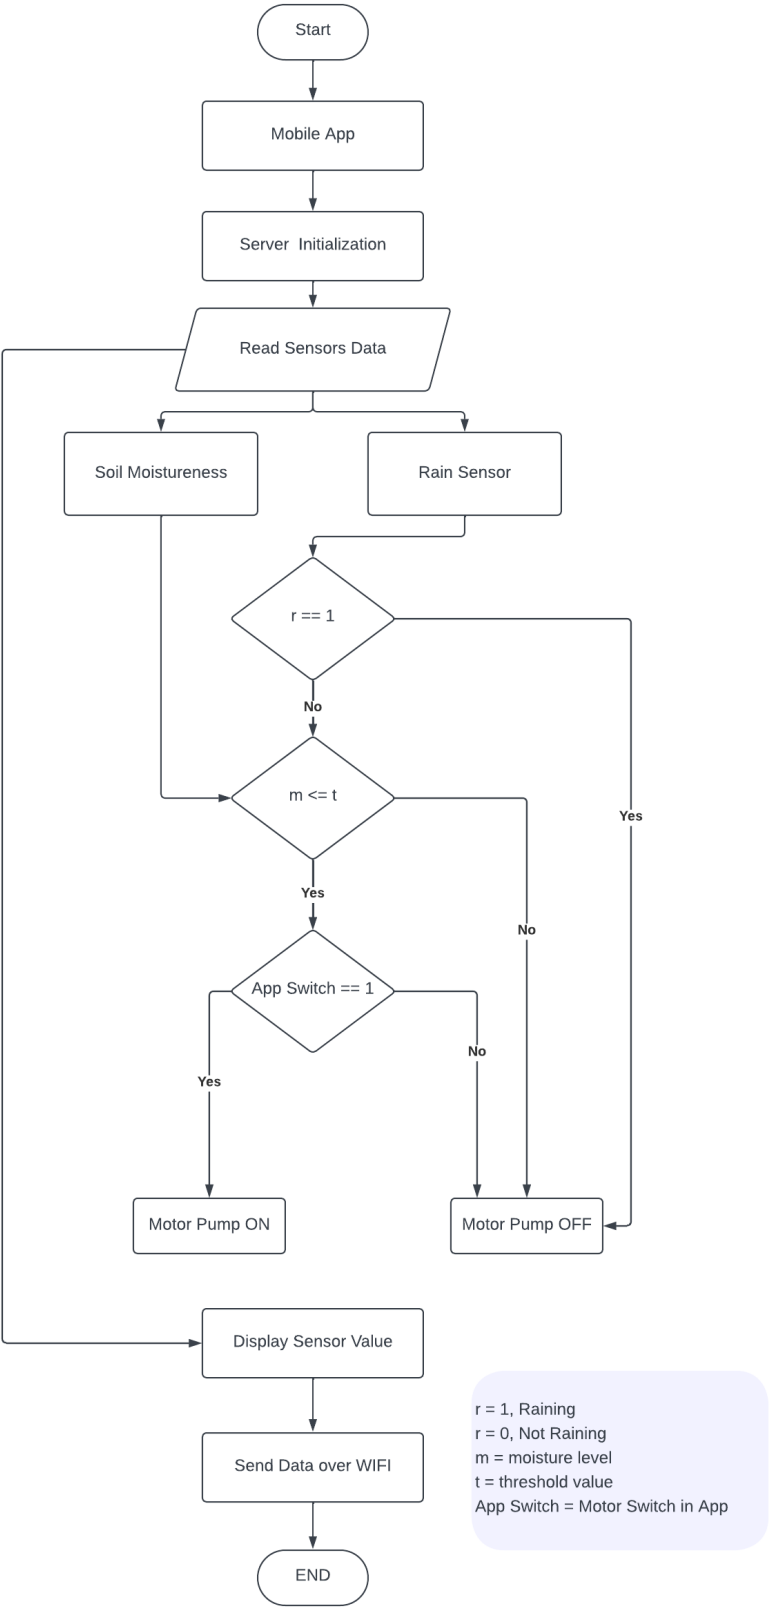 Start
Mobile App
Server  Initialization
Read Sensors Data
Soil Moistureness
Rain Sensor
r == 1
No
m <= t
Yes
Yes
No
App Switch == 1
No
Yes
Motor Pump ON
Motor Pump OFF
Display Sensor Value
r = 1, Raining
r = 0, Not Raining
m = moisture level
t = threshold value
App Switch = Motor Switch in App
Send Data over WIFI
END